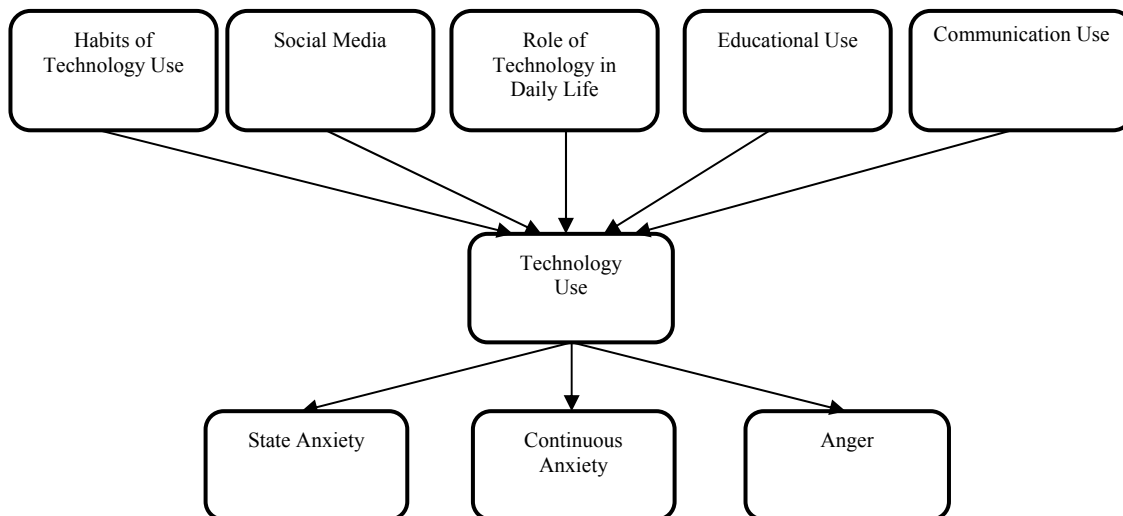 Habits of
Technology Use
Social Media
Role of
Technology in
Daily Life
Educational Use
Communication Use
Technology
Use
State Anxiety
Continuous
Anxiety
Anger